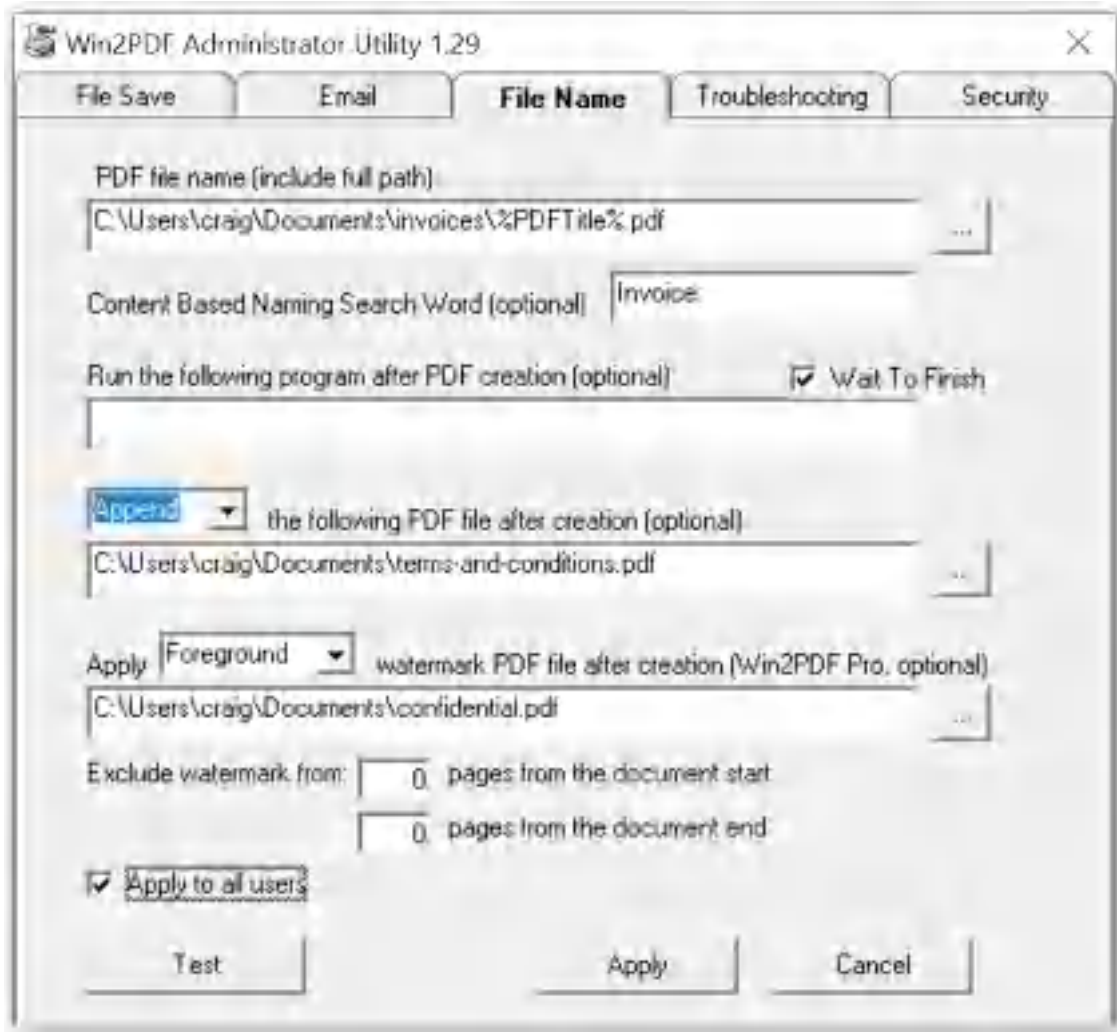 Win2PDF Administrator Utility 1.29
File Save Email File Name Troubleshooting Security
PDF file name (include full path)
C:\Users\craig\Documents\invoices\%PDFTitle%.pdf
...
Content Based Naming Search Word (optional) Invoice:
Run the following program after PDF creation (optional) Wait To Finish
Append the following PDF file after creation (optional)
C:\Users\craig\Documents\terms-and-conditions.pdf
...
Apply Foreground watermark PDF file after creation (Win2PDF Pro, optional)
C:\Users\craig\Documents\confidential.pdf
...
Exclude watermark from: 0 pages from the document start
0 pages from the document end
Apply to all users
Test Apply Cancel